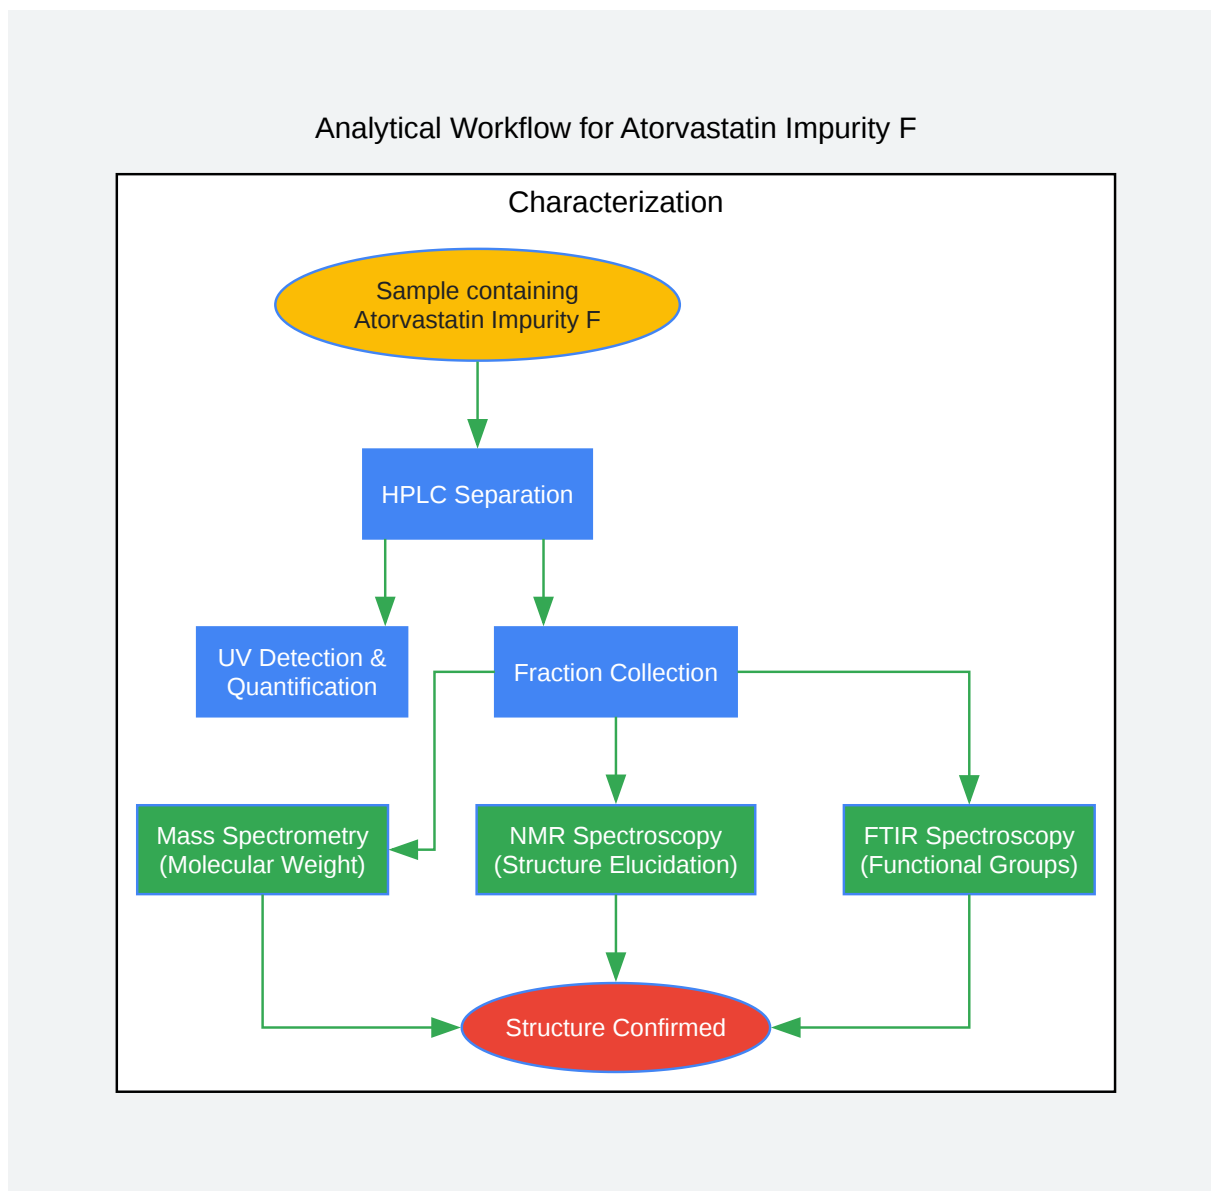 Analytical Workflow for Atorvastatin Impurity F
Characterization
Sample containing
Atorvastatin Impurity F
HPLC Separation
UV Detection &
Quantification
Fraction Collection
Mass Spectrometry
(Molecular Weight)
NMR Spectroscopy
(Structure Elucidation)
FTIR Spectroscopy
(Functional Groups)
Structure Confirmed